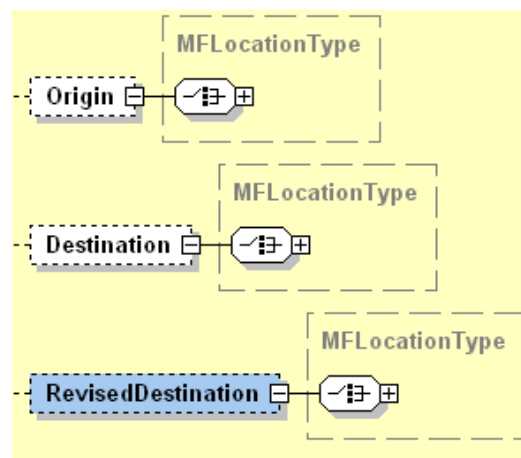 MFLocationType
Origin
MFLocationType
Destination
MFLocationType
RevisedDestination